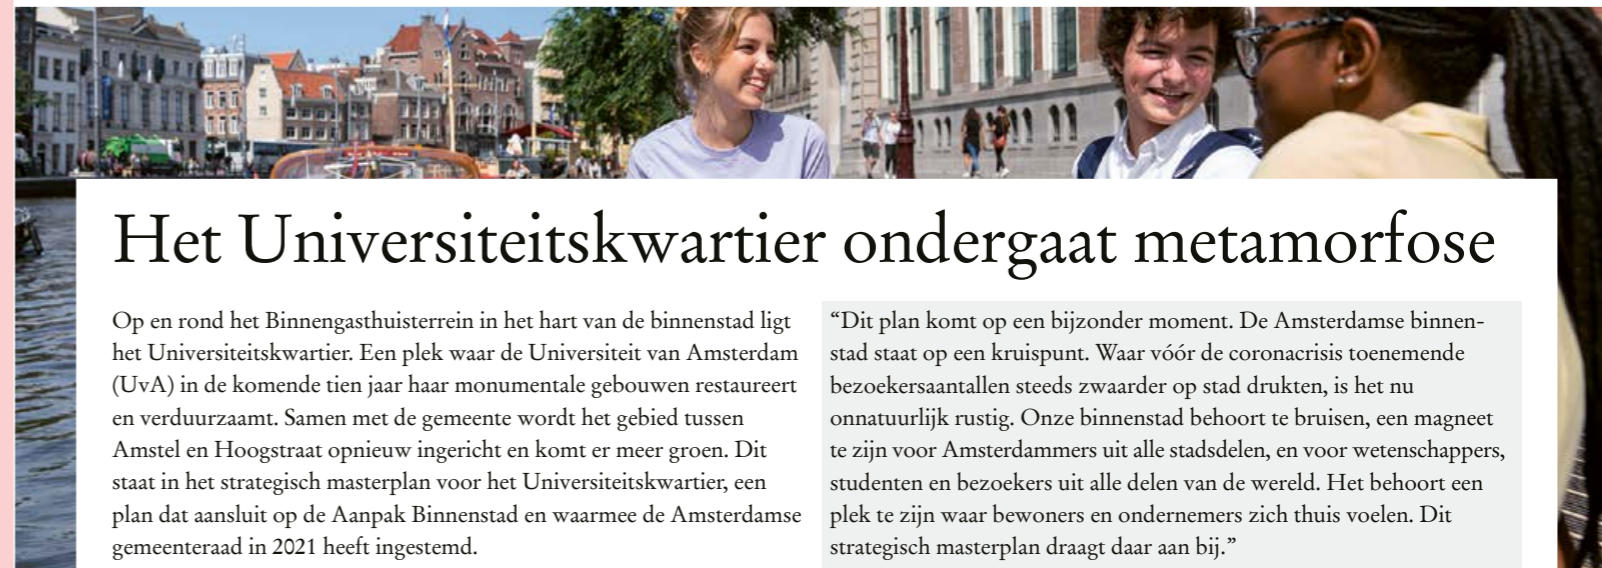 Het Universiteitskwartier ondergaat metamorfose
Op en rond het Binnengasthuisterrein in het hart van de binnenstad ligt
het Universiteitskwartier. Een plek waar de Universiteit van Amsterdam
(UvA) in de komende tien jaar haar monumentale gebouwen restaureert
en verduurzaamt. Samen met de gemeente wordt het gebied tussen
Amstel en Hoogstraat opnieuw ingericht en komt er meer groen. Dit
staat in het strategisch masterplan voor het Universiteitskwartier, een
plan dat aansluit op de Aanpak Binnenstad en waarmee de Amsterdamse
gemeenteraad in 2021 heeft ingestemd.
“Dit plan komt op een bijzonder moment. De Amsterdamse binnen-
stad staat op een kruispunt. Waar vóór de coronacrisis toenemende
bezoekersaantallen steeds zwaarder op stad drukten, is het nu
onnatuurlijk rustig. Onze binnenstad behoort te bruisen, een magneet
te zijn voor Amsterdammers uit alle stadsdelen, en voor wetenschappers,
studenten en bezoekers uit alle delen van de wereld. Het behoort een
plek te zijn waar bewoners en ondernemers zich thuis voelen. Dit
strategisch masterplan draagt daar aan bij.”